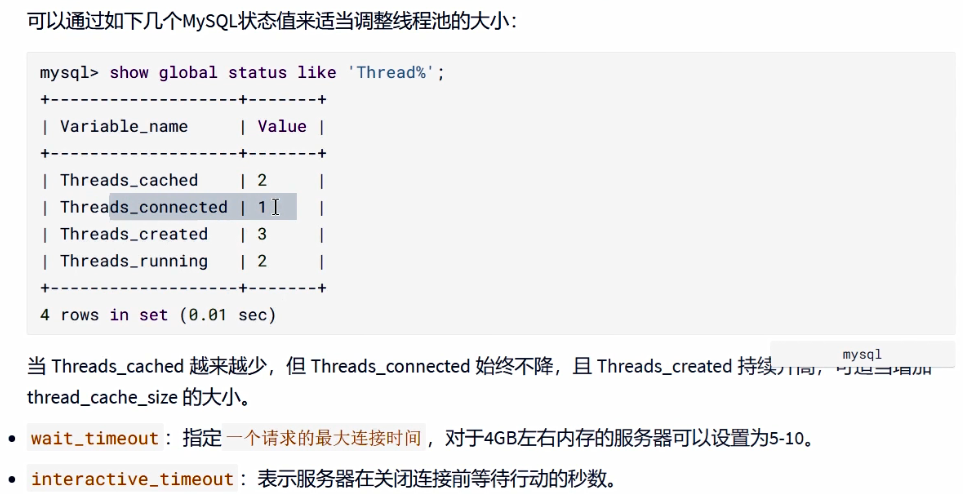 可以通过如下几个MySQL状态值来适当调整线程池的大小：
mysql> show global status like 'Thread%';
+-------------------+-------+
| Variable_name     | Value |
+-------------------+-------+
| Threads_cached    | 2     |
| Threads_connected | 1     |
| Threads_created   | 3     |
| Threads_running   | 2     |
+-------------------+-------+
4 rows in set (0.01 sec)
mysql
当 Threads_cached 越来越少，但 Threads_connected 始终不降，且 Threads_created 持续升高，可适当增加
thread_cache_size 的大小。
• wait_timeout ：指定一个请求的最大连接时间，对于4GB左右内存的服务器可以设置为5-10。
• interactive_timeout ：表示服务器在关闭连接前等待行动的秒数。